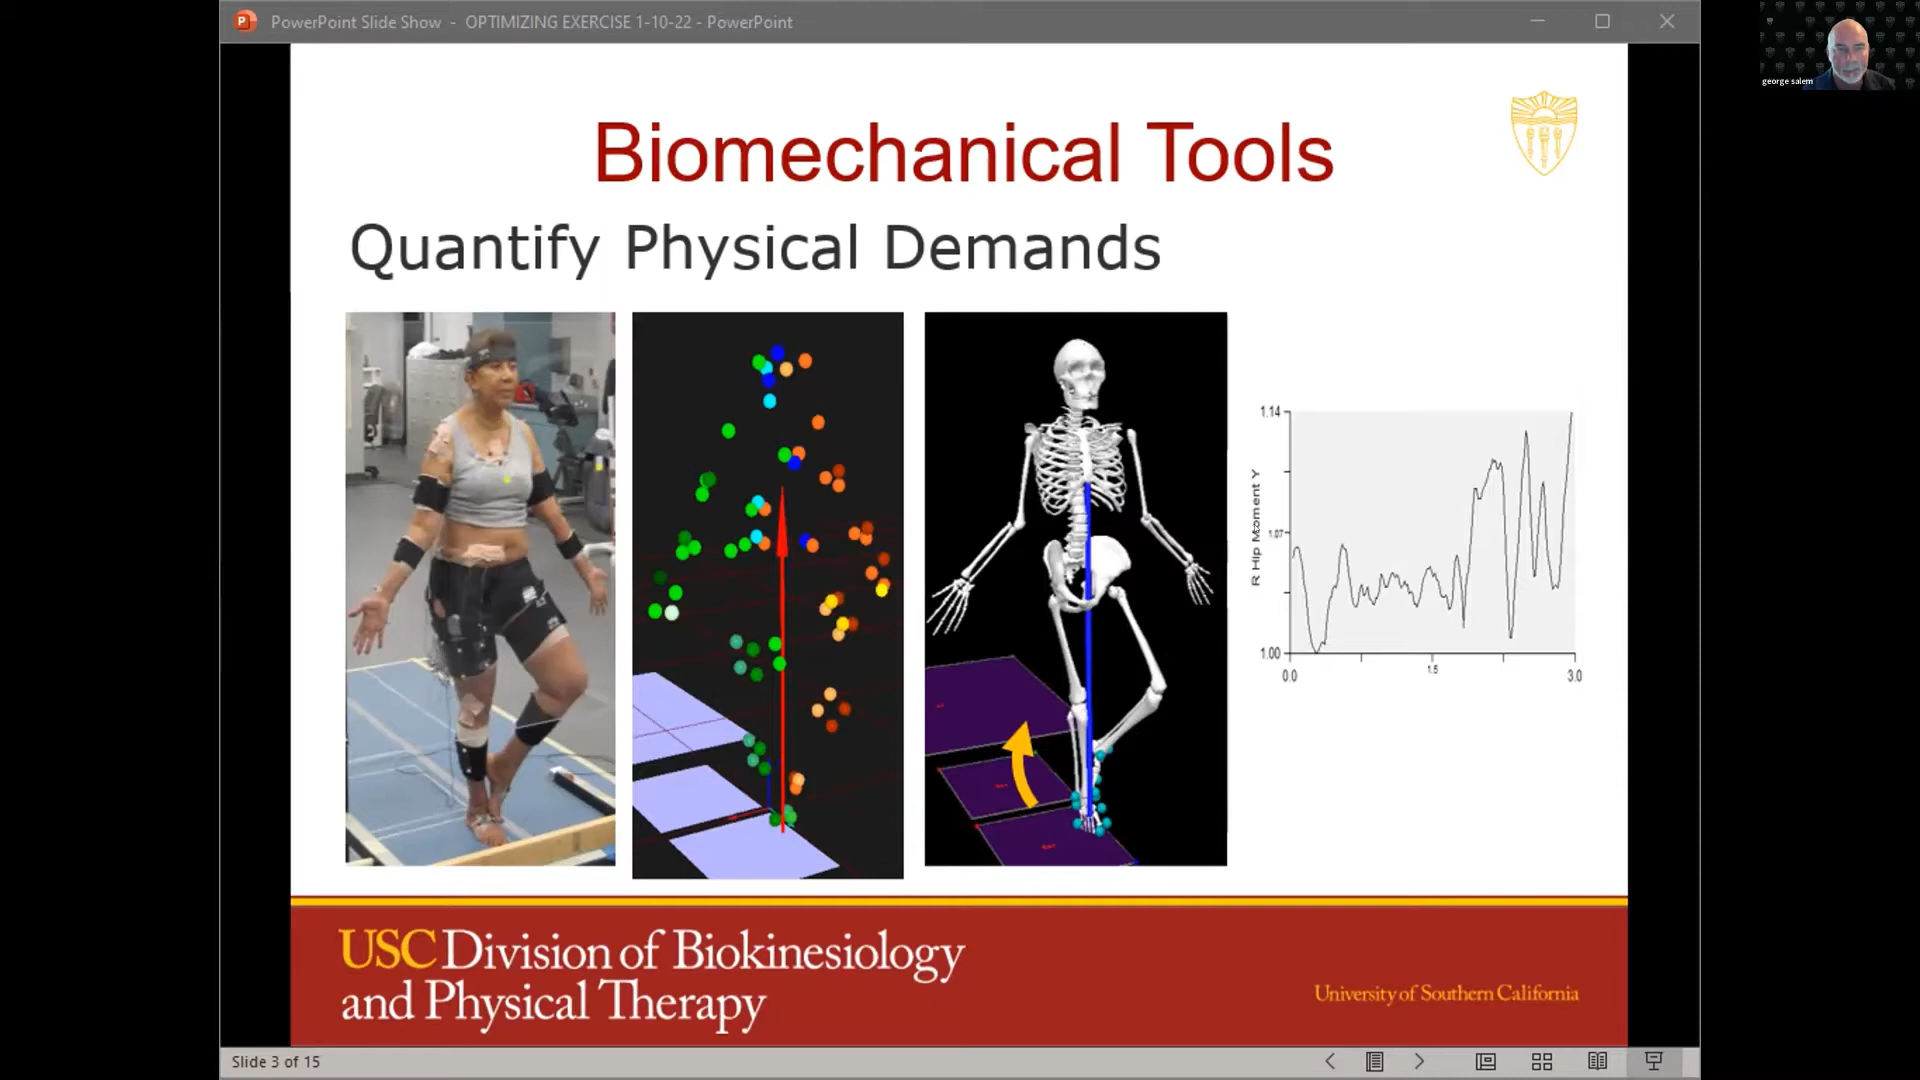 PowerPoint Slide Show - OPTIMIZING EXERCISE 1-10-22 - PowerPoint
george salem
Biomechanical Tools
Quantify Physical Demands
R Hip Moment Y
1.14
1.07
1.00
0.0
1.5
3.0
USC Division of Biokinesiology
and Physical Therapy
University of Southern California
Slide 3 of 15